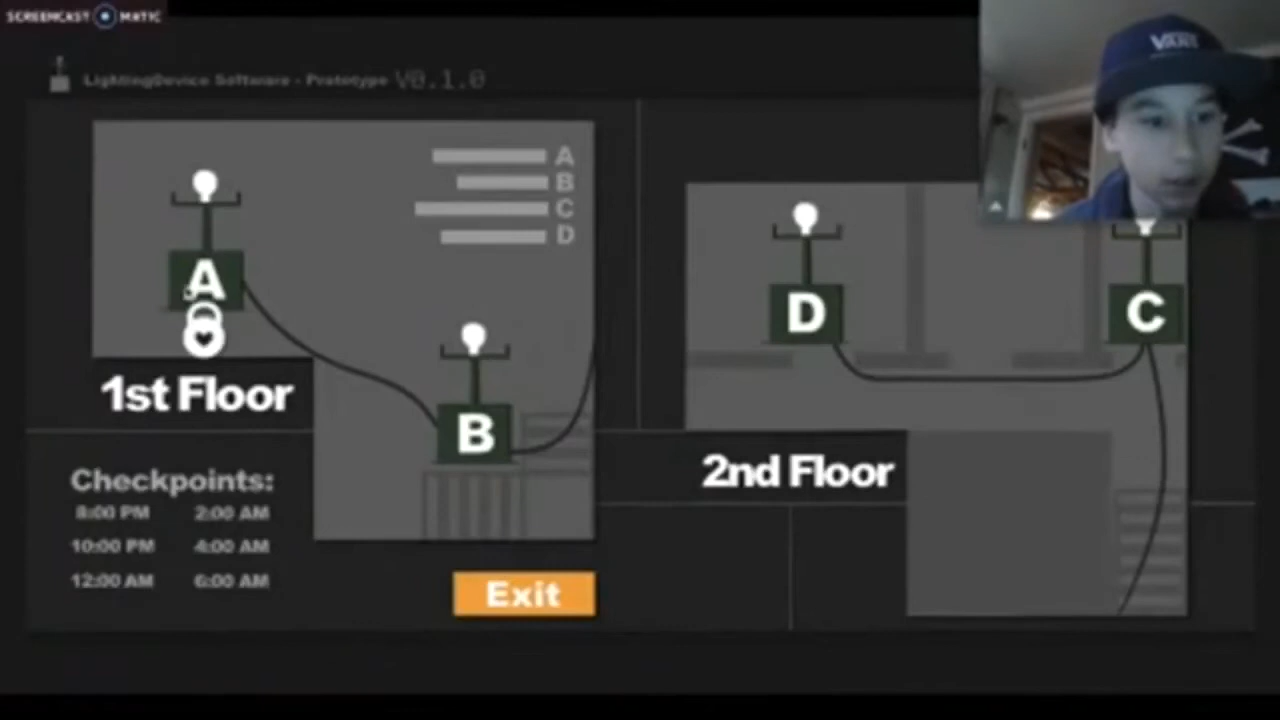 SCREENCAST MATIC
LightingDevice Software - Prototype V0.1.0
VANS
A
B
C
D
A
B
D
C
1st Floor
2nd Floor
Checkpoints:
8:00 PM 2:00 AM
10:00 PM 4:00 AM
12:00 AM 6:00 AM
Exit